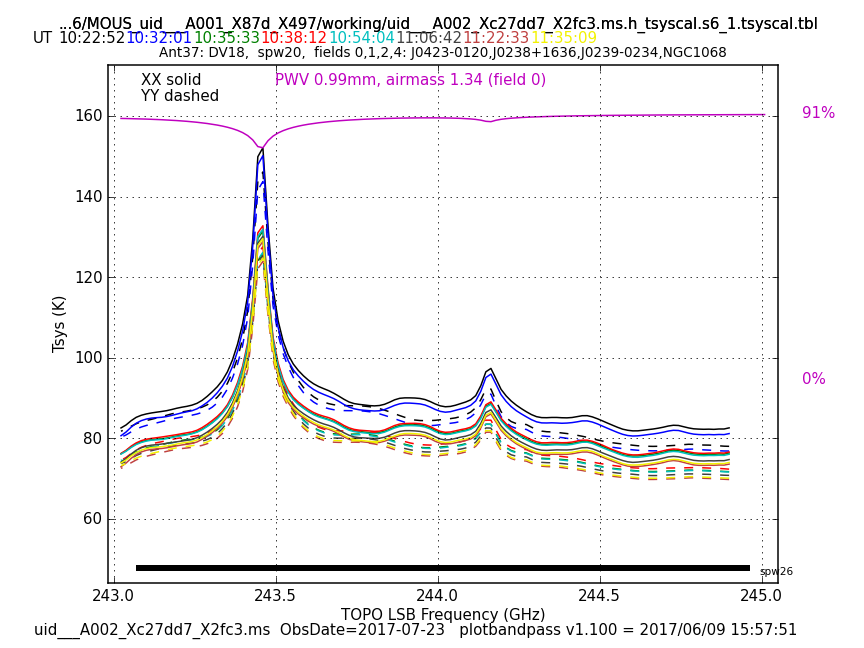 ...6/MOUS_uid___A001_X87d_X497/working/uid___A002_Xc27dd7_X2fc3.ms.h_tsyscal.s6_1.tsyscal.tbl
UT 10:22:52 10:32:01 10:35:33 10:38:12 10:54:04 11:06:42 11:22:33 11:35:09
Ant37: DV18, spw20, fields 0,1,2,4: J0423-0120,J0238+1636,J0239-0234,NGC1068
XX solid
PWV 0.99mm, airmass 1.34 (field 0)
YY dashed
91%
0%
160
140
120
100
80
60
Tsys (K)
spw26
243.0 243.5 244.0 244.5 245.0
TOPO LSB Frequency (GHz)
uid___A002_Xc27dd7_X2fc3.ms ObsDate=2017-07-23 plotbandpass v1.100 = 2017/06/09 15:57:51